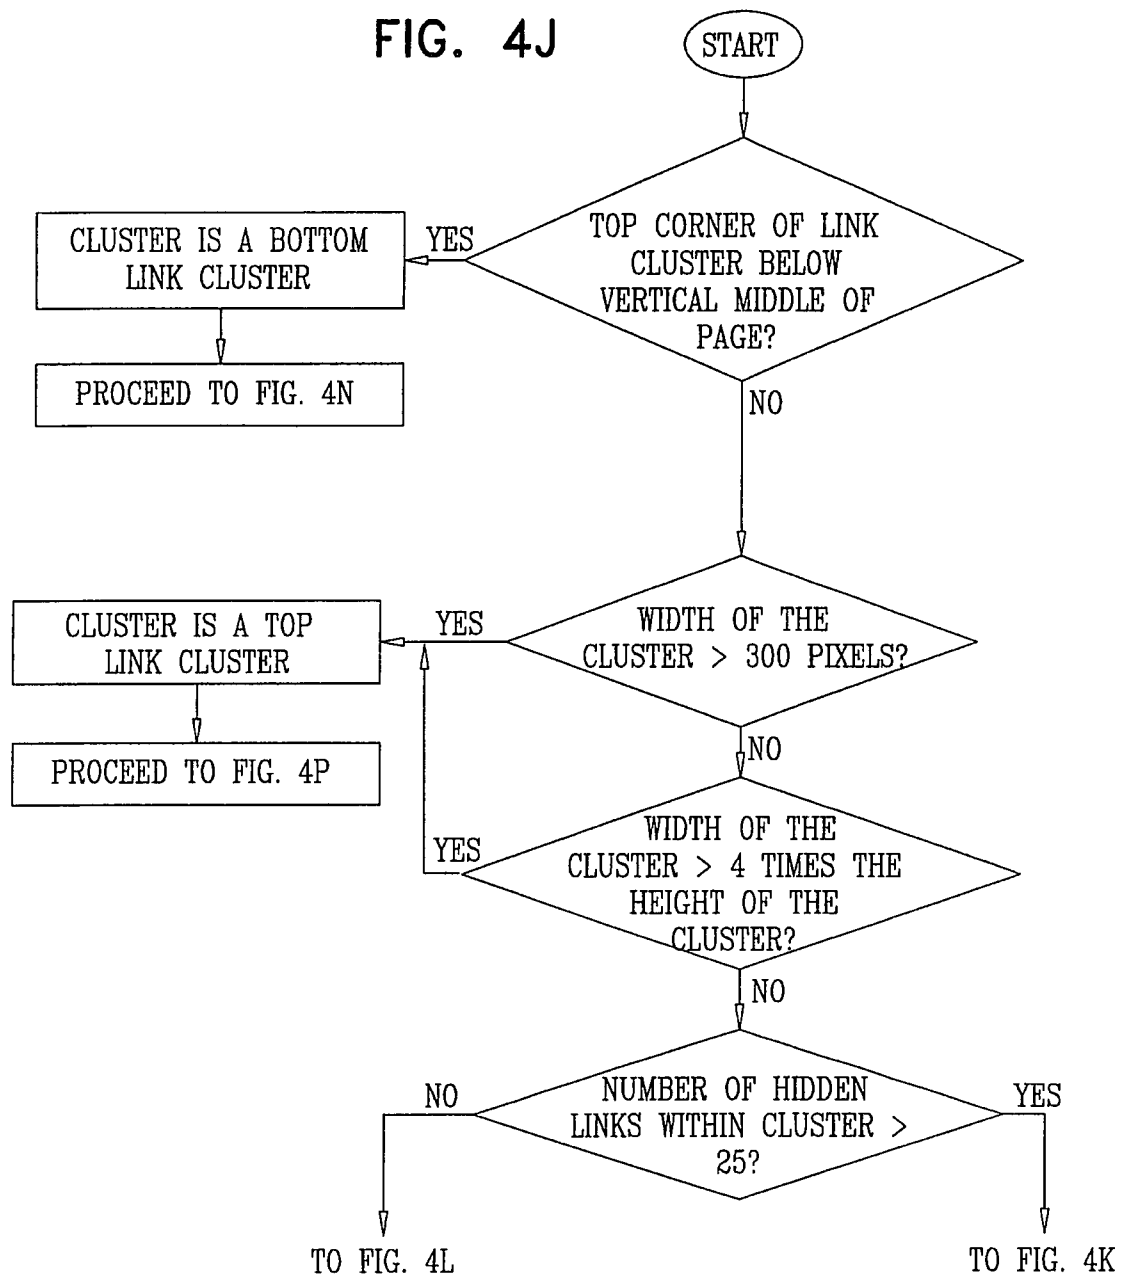 FIG. 4J
START
TOP CORNER OF LINK
CLUSTER BELOW
VERTICAL MIDDLE OF
PAGE?
YES
CLUSTER IS A BOTTOM
LINK CLUSTER
PROCEED TO FIG. 4N
NO
WIDTH OF THE
CLUSTER > 300 PIXELS?
YES
CLUSTER IS A TOP
LINK CLUSTER
PROCEED TO FIG. 4P
NO
WIDTH OF THE
CLUSTER > 4 TIMES THE
HEIGHT OF THE
CLUSTER?
YES
NO
NUMBER OF HIDDEN
LINKS WITHIN CLUSTER >
25?
NO
YES
TO FIG. 4L
TO FIG. 4K